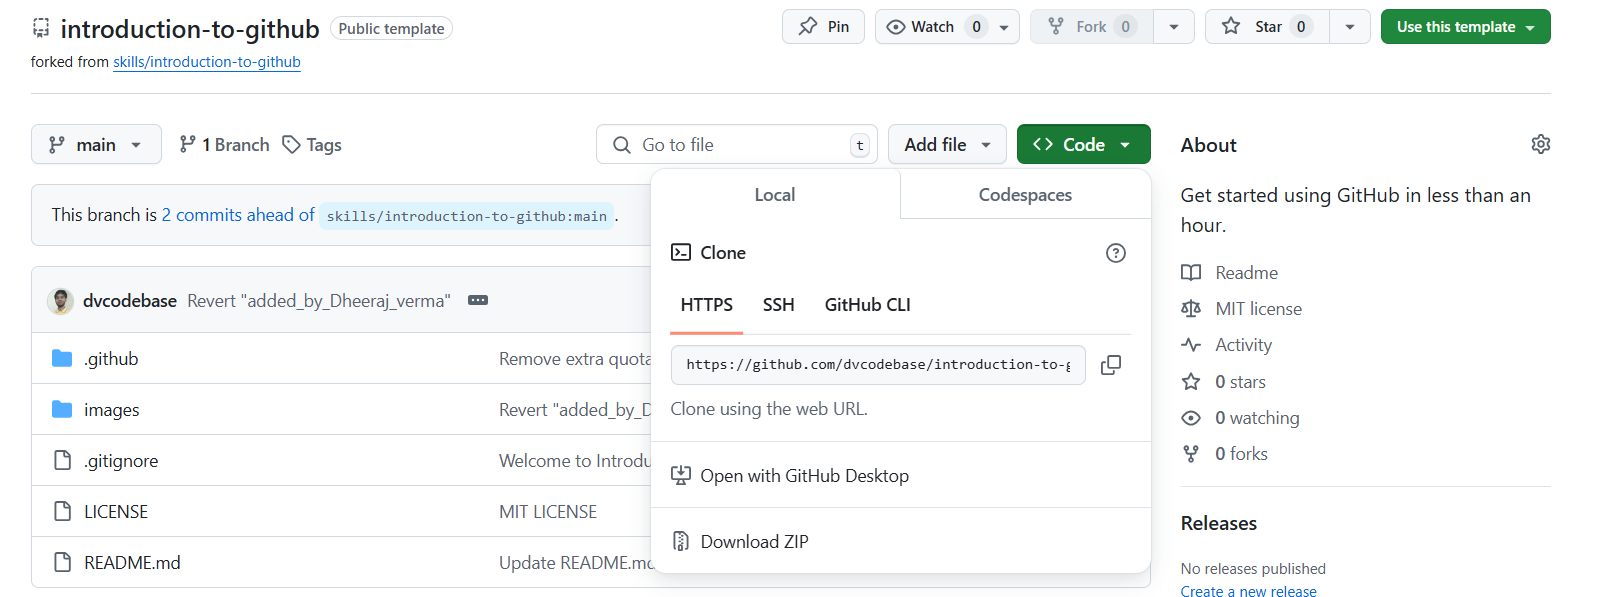 introduction-to-github Public template Pin Watch 0 Fork 0 Star 0 Use this template
forked from skills/introduction-to-github
main 1 Branch Tags Go to file t Add file <> Code
This branch is 2 commits ahead of skills/introduction-to-github:main .
dvcodebase Revert "added_by_Dheeraj_verma"
.github Remove extra quota
images Revert "added_by_D
.gitignore Welcome to Introdu
LICENSE MIT LICENSE
README.md Update README.md
Local Codespaces
Clone
HTTPS SSH GitHub CLI
https://github.com/dvcodebase/introduction-to-g
Clone using the web URL.
Open with GitHub Desktop
Download ZIP
About
Get started using GitHub in less than an
hour.
Readme
MIT license
Activity
0 stars
0 watching
0 forks
Releases
No releases published
Create a new release